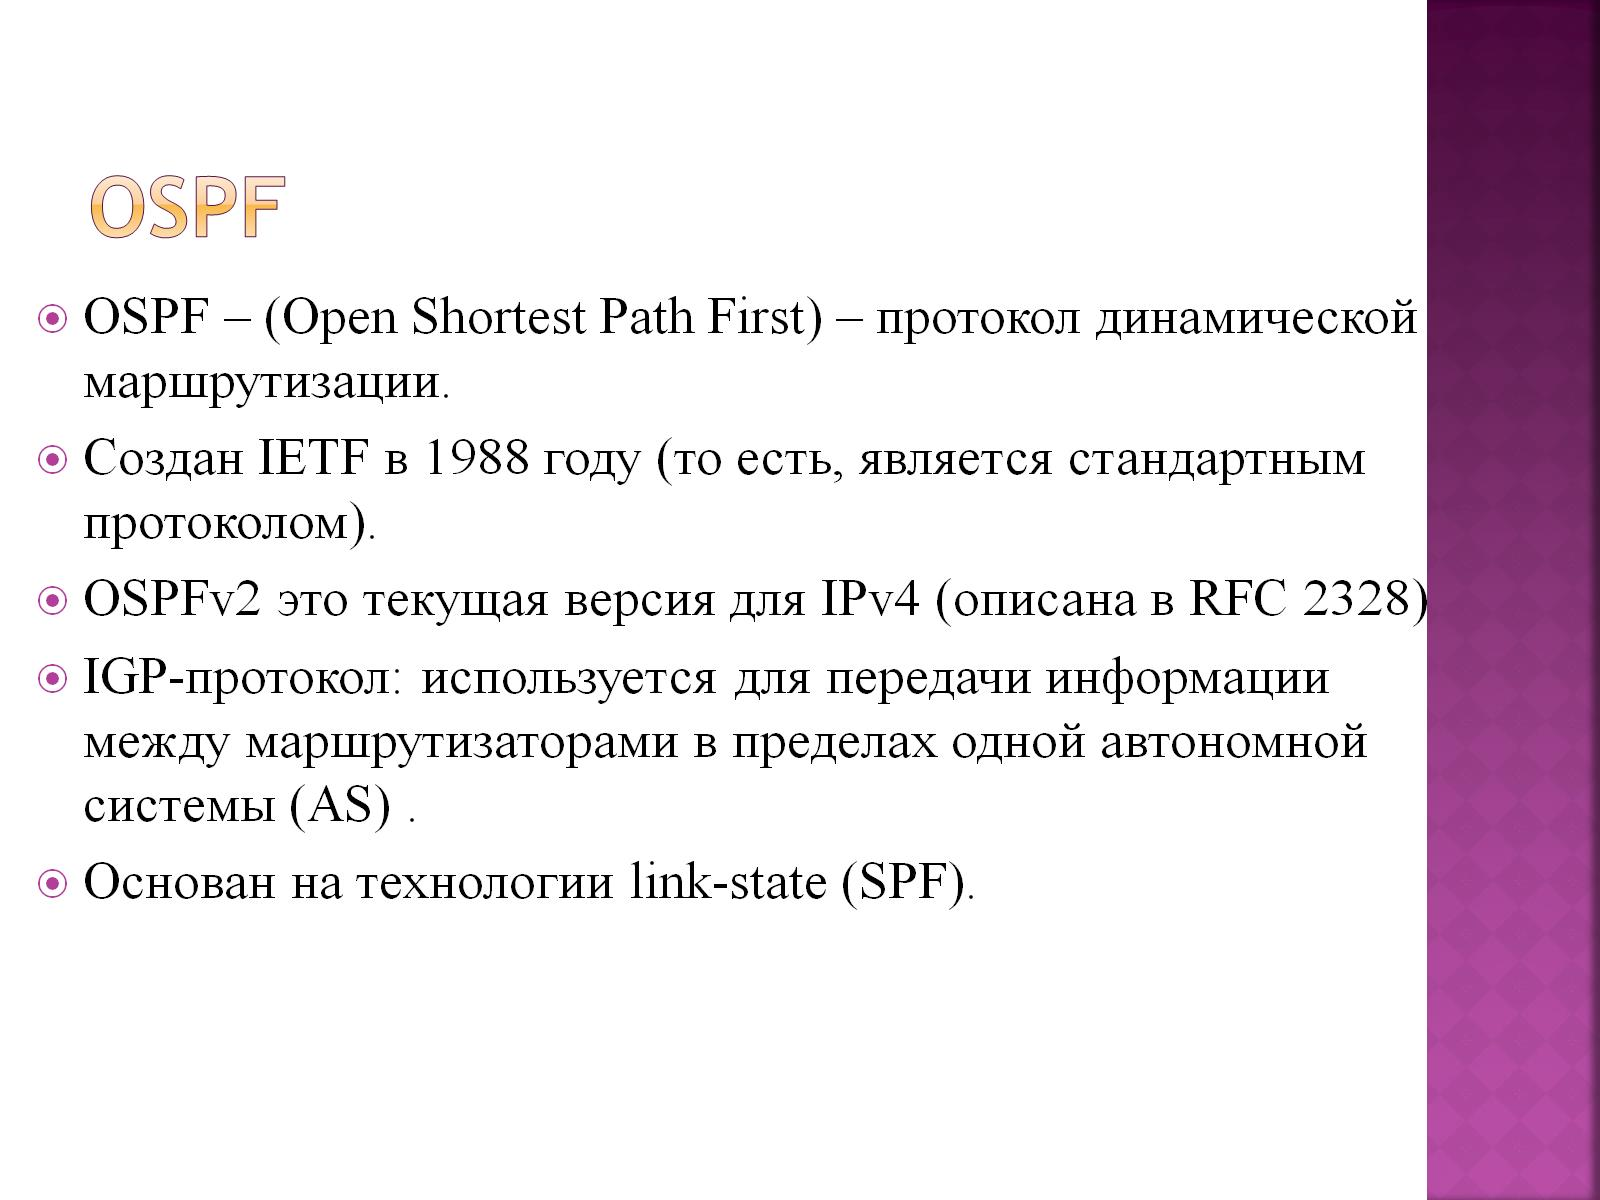 OSPF
OSPF – (Open Shortest Path First) – протокол динамической
маршрутизации.
Создан IETF в 1988 году (то есть, является стандартным
протоколом).
OSPFv2 это текущая версия для IPv4 (описана в RFC 2328)
IGP-протокол: используется для передачи информации
между маршрутизаторами в пределах одной автономной
системы (AS) .
Основан на технологии link-state (SPF).